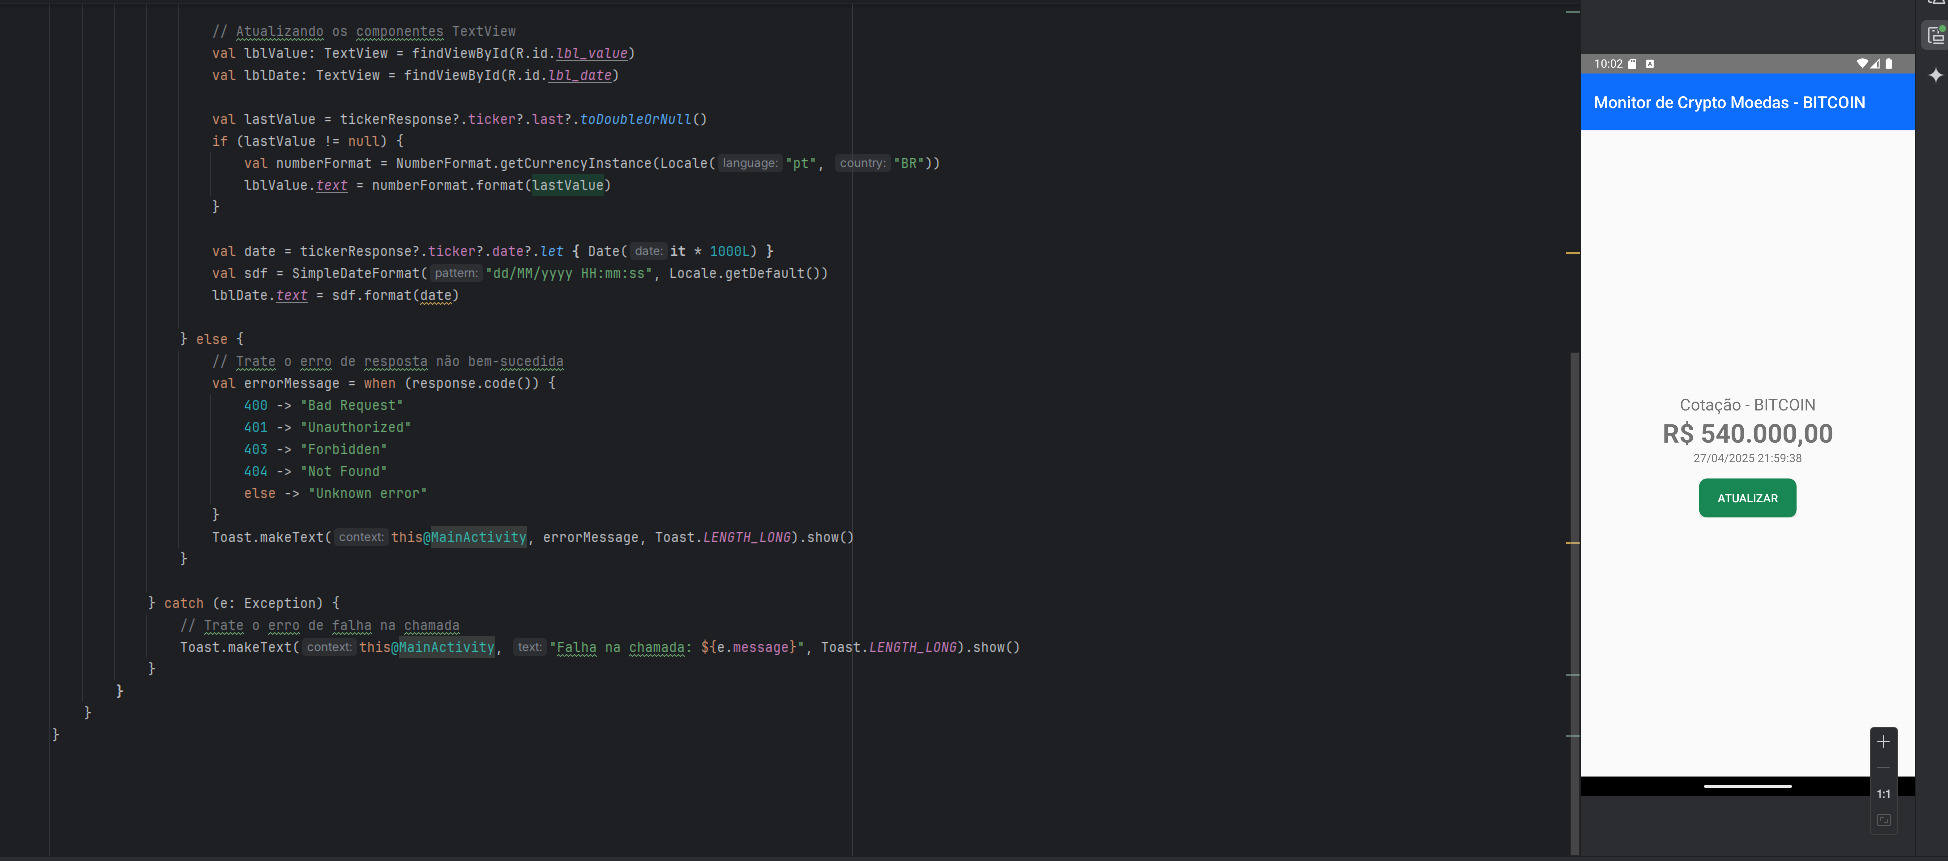 // Atualizando os componentes TextView
val lblValue: TextView = findViewById(R.id.lbl_value)
val lblDate: TextView = findViewById(R.id.lbl_date)
val lastValue = tickerResponse?.ticker?.last?.toDoubleOrNull()
if (lastValue != null) {
val numberFormat = NumberFormat.getCurrencyInstance(Locale( language: "pt", country: "BR"))
lblValue.text = numberFormat.format(lastValue)
}
val date = tickerResponse?.ticker?.date?.let { Date( date: it * 1000L) }
val sdf = SimpleDateFormat( pattern: "dd/MM/yyyy HH:mm:ss", Locale.getDefault())
lblDate.text = sdf.format(date)
} else {
// Trate o erro de resposta não bem-sucedida
val errorMessage = when (response.code()) {
400 -> "Bad Request"
401 -> "Unauthorized"
403 -> "Forbidden"
404 -> "Not Found"
else -> "Unknown error"
}
Toast.makeText( context: this@MainActivity, errorMessage, Toast.LENGTH_LONG).show()
}
} catch (e: Exception) {
// Trate o erro de falha na chamada
Toast.makeText( context: this@MainActivity, text: "Falha na chamada: ${e.message}", Toast.LENGTH_LONG).show()
}
}
}
}
10:02
Monitor de Crypto Moedas - BITCOIN
Cotação - BITCOIN
R$ 540.000,00
27/04/2025 21:59:38
ATUALIZAR
1:1